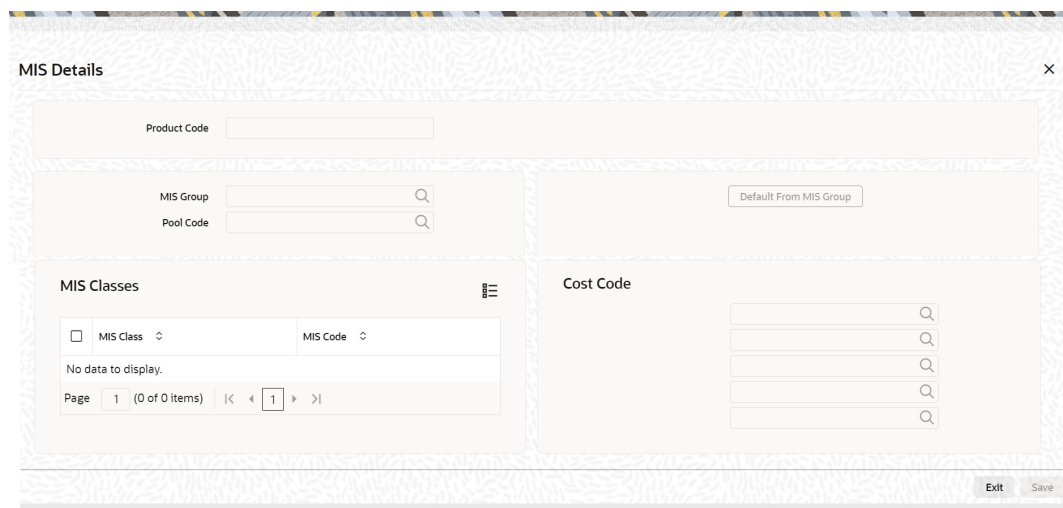 MIS Details
Product Code
MIS Group
Pool Code
Default From MIS Group
MIS Classes
MIS Class MIS Code
No data to display.
Page 1 (0 of 0 items) 1
Cost Code
Exit Save